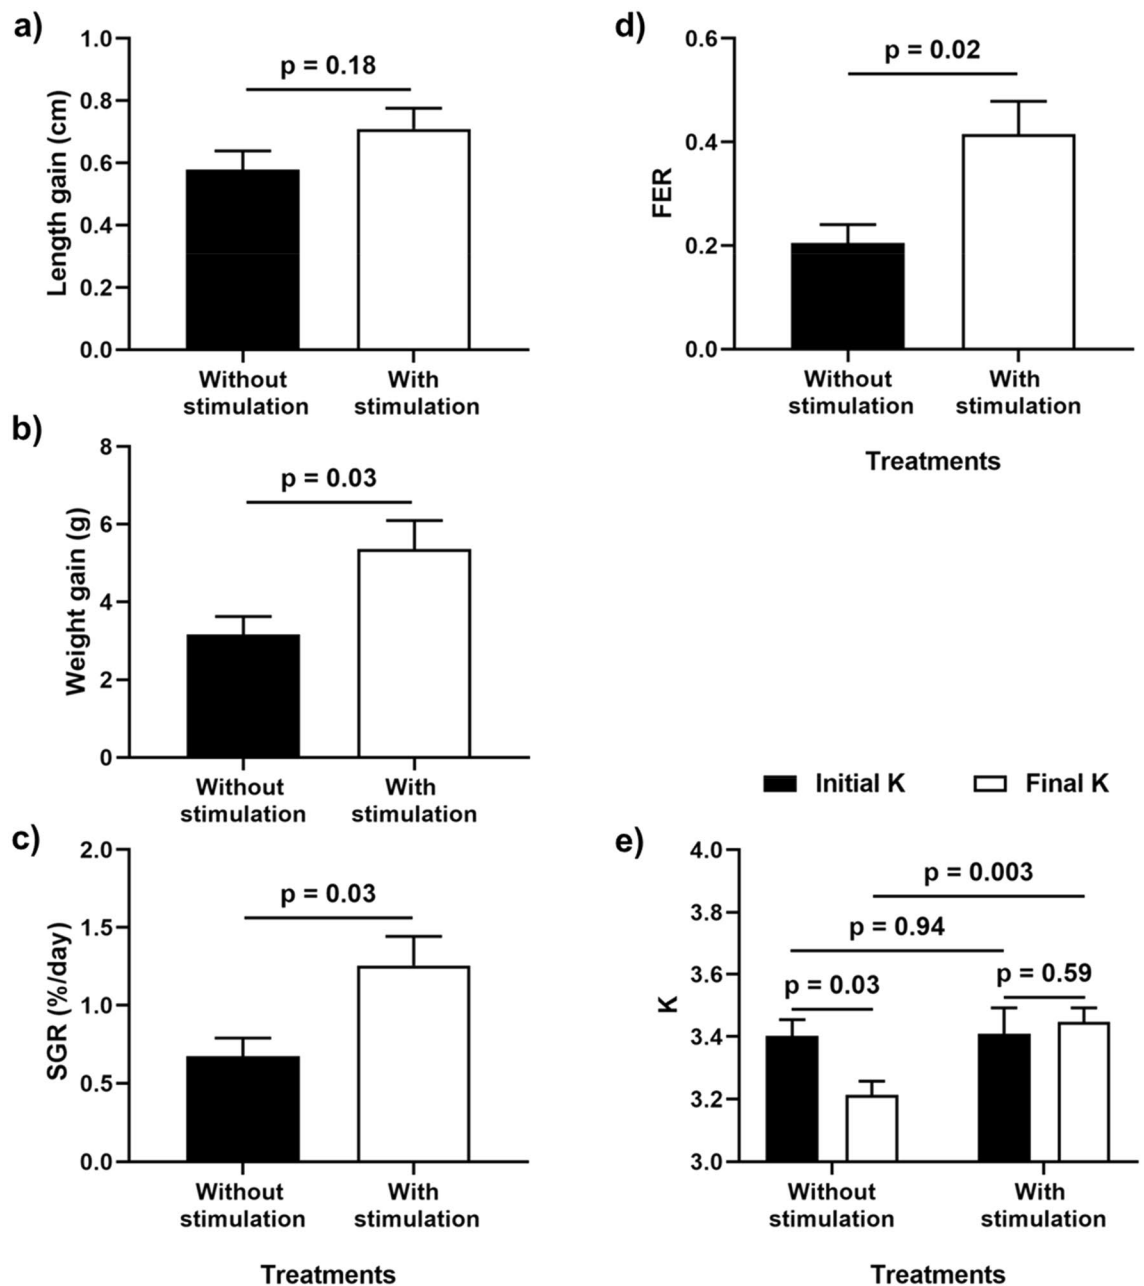 a)
1.0
0.8
0.6
0.4
0.2
0.0
Length gain (cm)
p = 0.18
Without
stimulation
With
stimulation
b)
8
6
4
2
0
Weight gain (g)
p = 0.03
Without
stimulation
With
stimulation
c)
2.0
1.5
1.0
0.5
0.0
SGR (%/day)
p = 0.03
Without
stimulation
With
stimulation
Treatments
d)
0.6
0.4
0.2
0.0
FER
p = 0.02
Without
stimulation
With
stimulation
Treatments
Initial K
Final K
e)
4.0
3.8
3.6
3.4
3.2
3.0
K
p = 0.003
p = 0.94
p = 0.03
p = 0.59
Without
stimulation
With
stimulation
Treatments